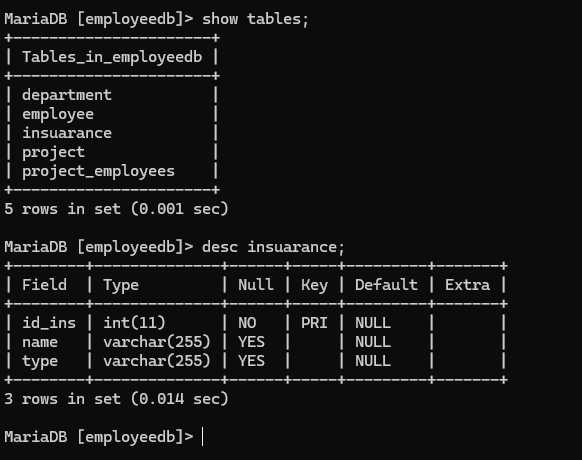 MariaDB [employeedb]> show tables;
+----------------------+
| Tables_in_employeedb |
+----------------------+
| department           |
| employee             |
| insuarance           |
| project              |
| project_employees    |
+----------------------+
5 rows in set (0.001 sec)
MariaDB [employeedb]> desc insuarance;
+--------+--------------+------+-----+---------+-------+
| Field  | Type         | Null | Key | Default | Extra |
+--------+--------------+------+-----+---------+-------+
| id_ins | int(11)      | NO   | PRI | NULL    |       |
| name   | varchar(255) | YES  |     | NULL    |       |
| type   | varchar(255) | YES  |     | NULL    |       |
+--------+--------------+------+-----+---------+-------+
3 rows in set (0.014 sec)
MariaDB [employeedb]>